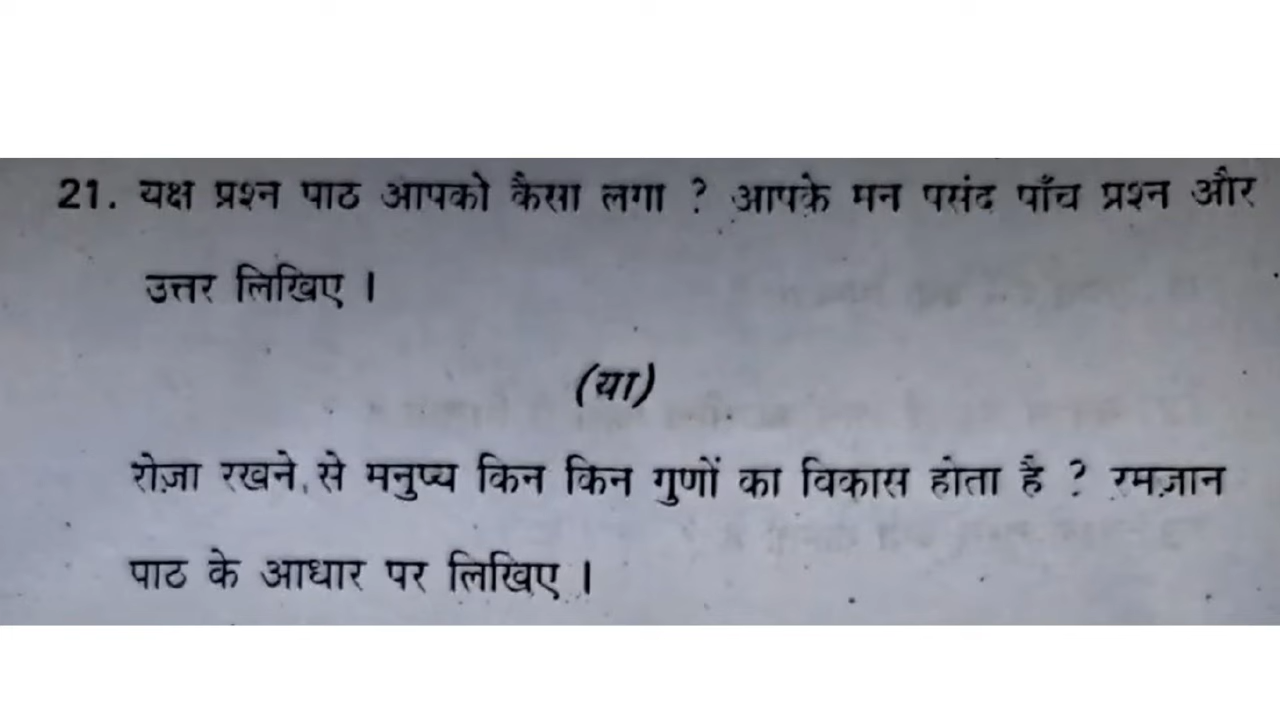 21. यक्ष प्रश्न पाठ आपको कैसा लगा ? आपके मन पसंद पाँच प्रश्न और
उत्तर लिखिए ।
(या)
रोज़ा रखने से मनुष्य किन किन गुणों का विकास होता है ? रमज़ान
पाठ के आधार पर लिखिए ।